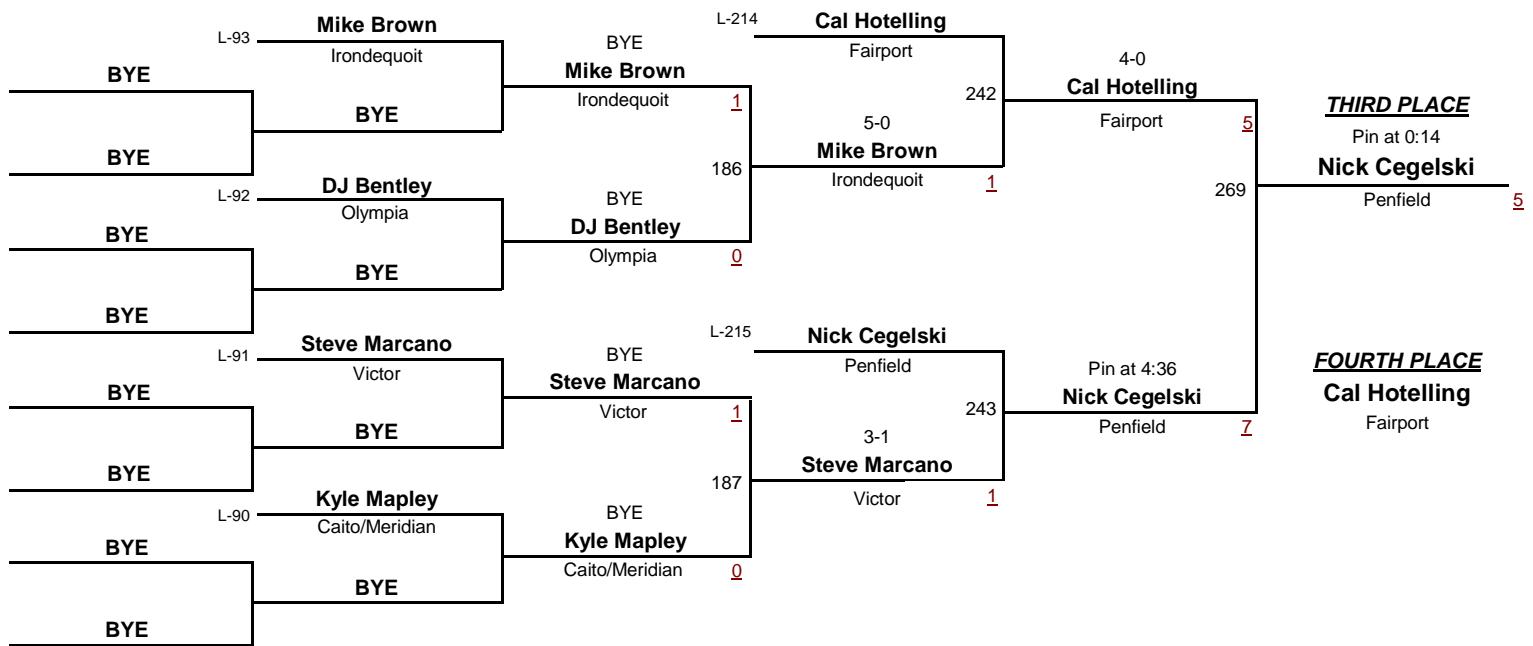 L-93
Mike Brown
Irondequoit
BYE
BYE
BYE
L-92
DJ Bentley
Olympia
BYE
BYE
BYE
L-91
Steve Marcano
Victor
BYE
BYE
BYE
L-90
Kyle Mapley
Caito/Meridian
BYE
BYE
BYE
BYE
Mike Brown
Irondequoit
1
186
BYE
DJ Bentley
Olympia
0
BYE
Steve Marcano
Victor
1
187
BYE
Kyle Mapley
Caito/Meridian
0
L-214
Cal Hotelling
Fairport
242
5-0
Mike Brown
Irondequoit
1
L-215
Nick Cegelski
Penfield
243
3-1
Steve Marcano
Victor
1
4-0
Cal Hotelling
Fairport
5
269
Pin at 4:36
Nick Cegelski
Penfield
7
THIRD PLACE
Pin at 0:14
Nick Cegelski
Penfield
5
FOURTH PLACE
Cal Hotelling
Fairport